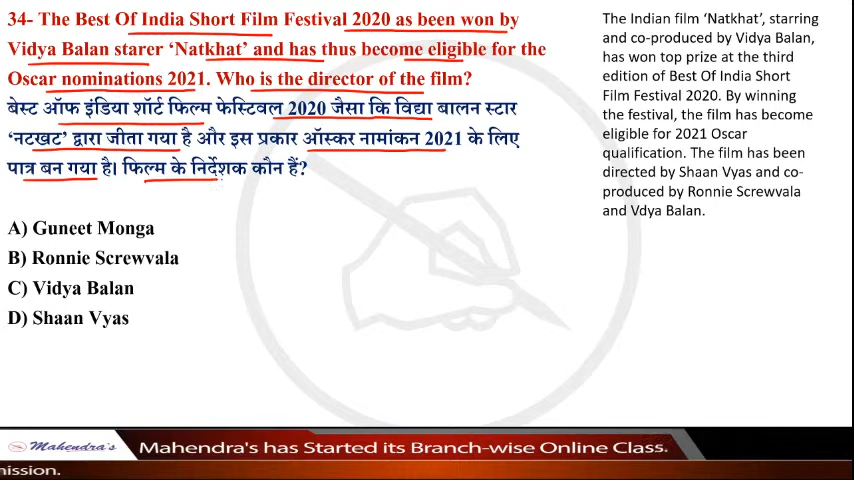 34- The Best Of India Short Film Festival 2020 as been won by
Vidya Balan starer ‘Natkhat’ and has thus become eligible for the
Oscar nominations 2021. Who is the director of the film?
बेस्ट ऑफ इंडिया शॉर्ट फिल्म फेस्टिवल 2020 जैसा कि विद्या बालन स्टार
‘नटखट’ द्वारा जीता गया है और इस प्रकार ऑस्कर नामांकन 2021 के लिए
पात्र बन गया है। फिल्म के निर्देशक कौन हैं?
A) Guneet Monga
B) Ronnie Screwvala
C) Vidya Balan
D) Shaan Vyas
The Indian film ‘Natkhat’, starring
and co-produced by Vidya Balan,
has won top prize at the third
edition of Best Of India Short
Film Festival 2020. By winning
the festival, the film has become
eligible for 2021 Oscar
qualification. The film has been
directed by Shaan Vyas and co-
produced by Ronnie Screwvala
and Vdya Balan.
Mahendra's
Mahendra's has Started its Branch-wise Online Class.
mission.